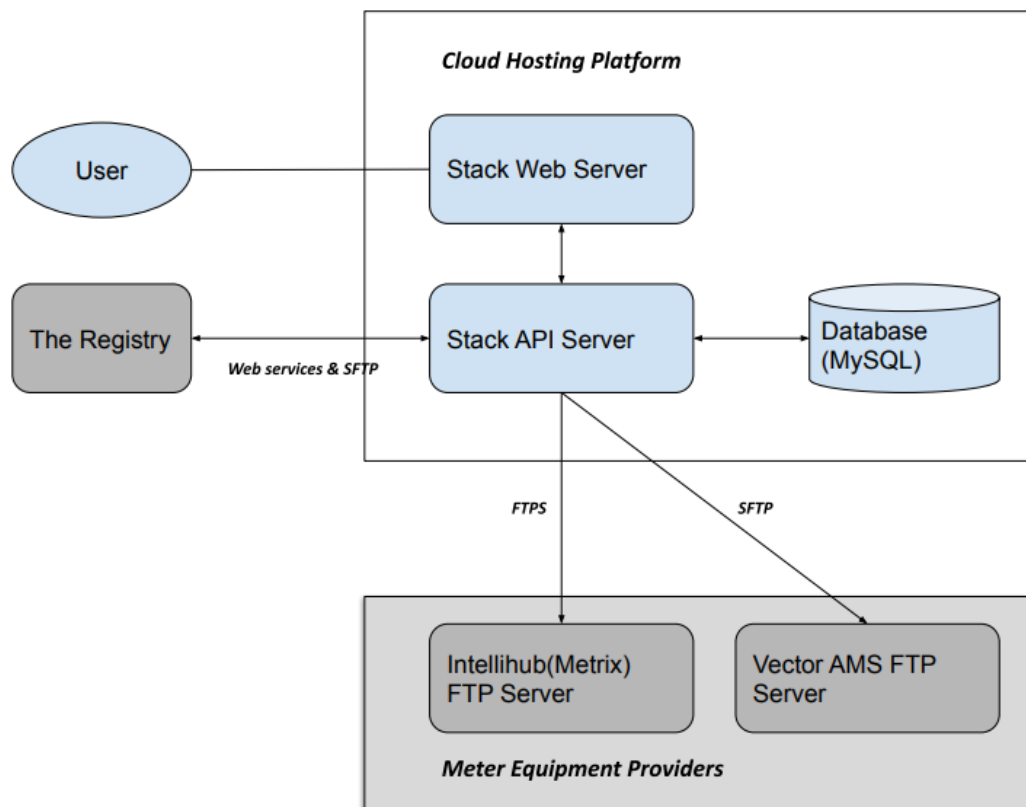 Cloud Hosting Platform
User
Stack Web Server
The Registry
Web services & SFTP
Stack API Server
Database
(MySQL)
FTPS
SFTP
Intellihub(Metrix)
FTP Server
Vector AMS FTP
Server
Meter Equipment Providers